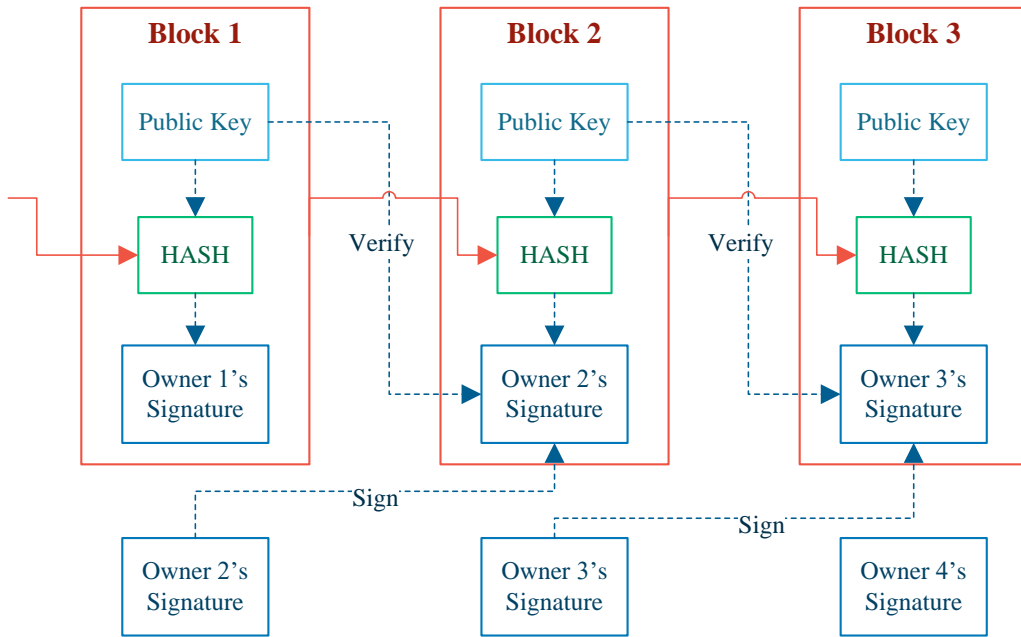 Block 1
Block 2
Block 3
Public Key
Public Key
Public Key
HASH
Verify
HASH
Verify
HASH
Owner 1’s
Signature
Owner 2’s
Signature
Owner 3’s
Signature
Sign
Sign
Owner 2’s
Signature
Owner 3’s
Signature
Owner 4’s
Signature